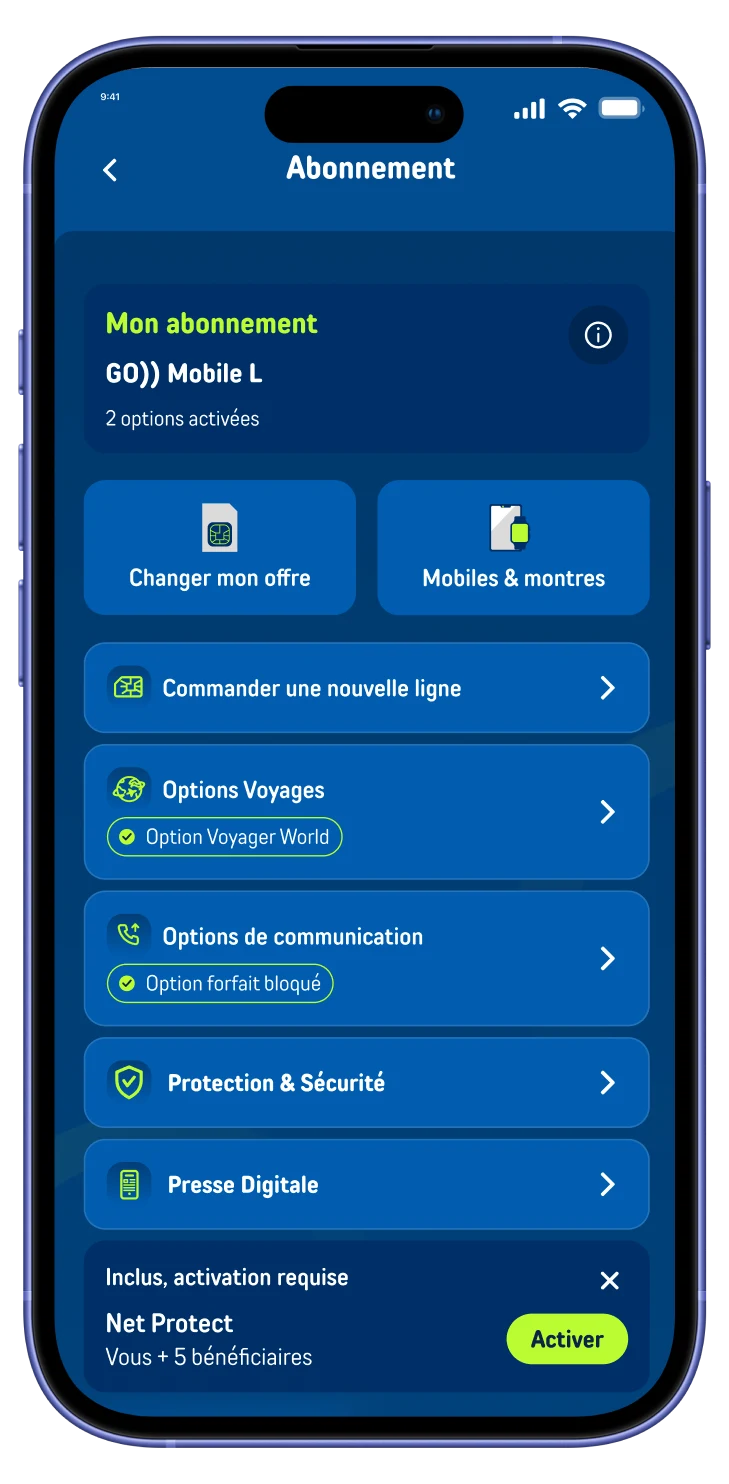 9:41
Abonnement
Mon abonnement
GO)) Mobile L
2 options activées
Changer mon offre
Mobiles & montres
Commander une nouvelle ligne
Options Voyages
Option Voyager World
Options de communication
Option forfait bloqué
Protection & Sécurité
Presse Digitale
Inclus, activation requise
Net Protect
Vous + 5 bénéficiaires
Activer